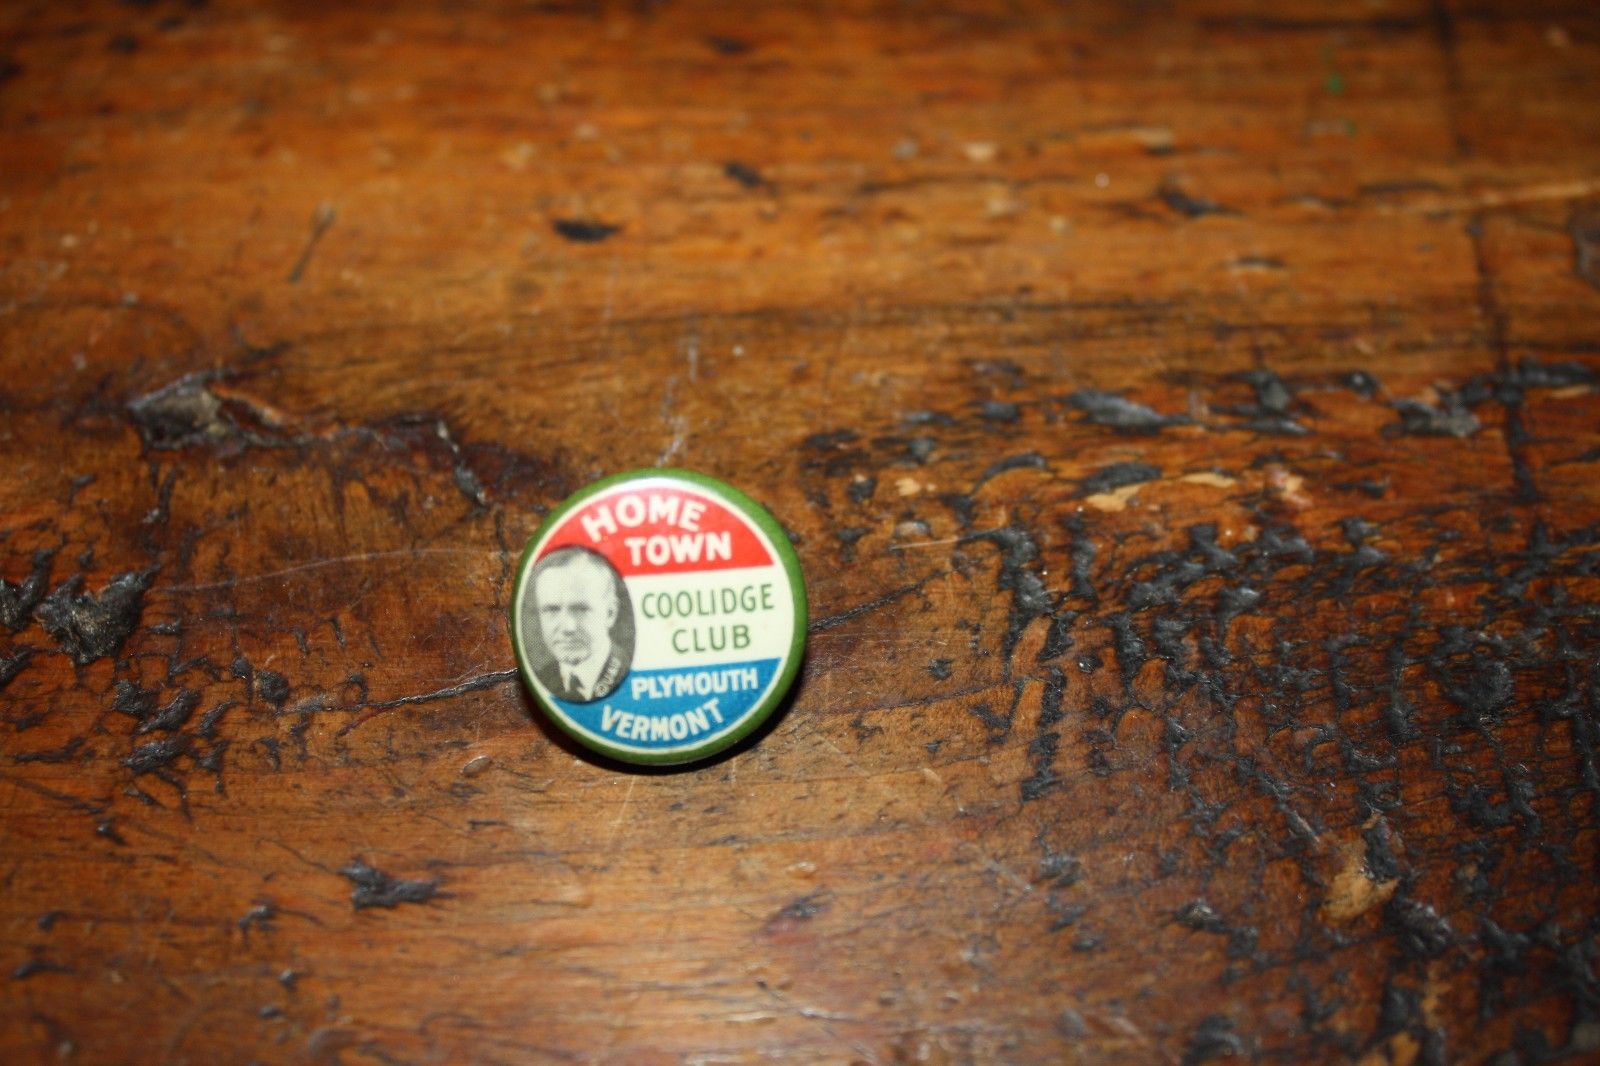 HOME
TOWN
COOLIDGE
CLUB
PLYMOUTH
VERMONT